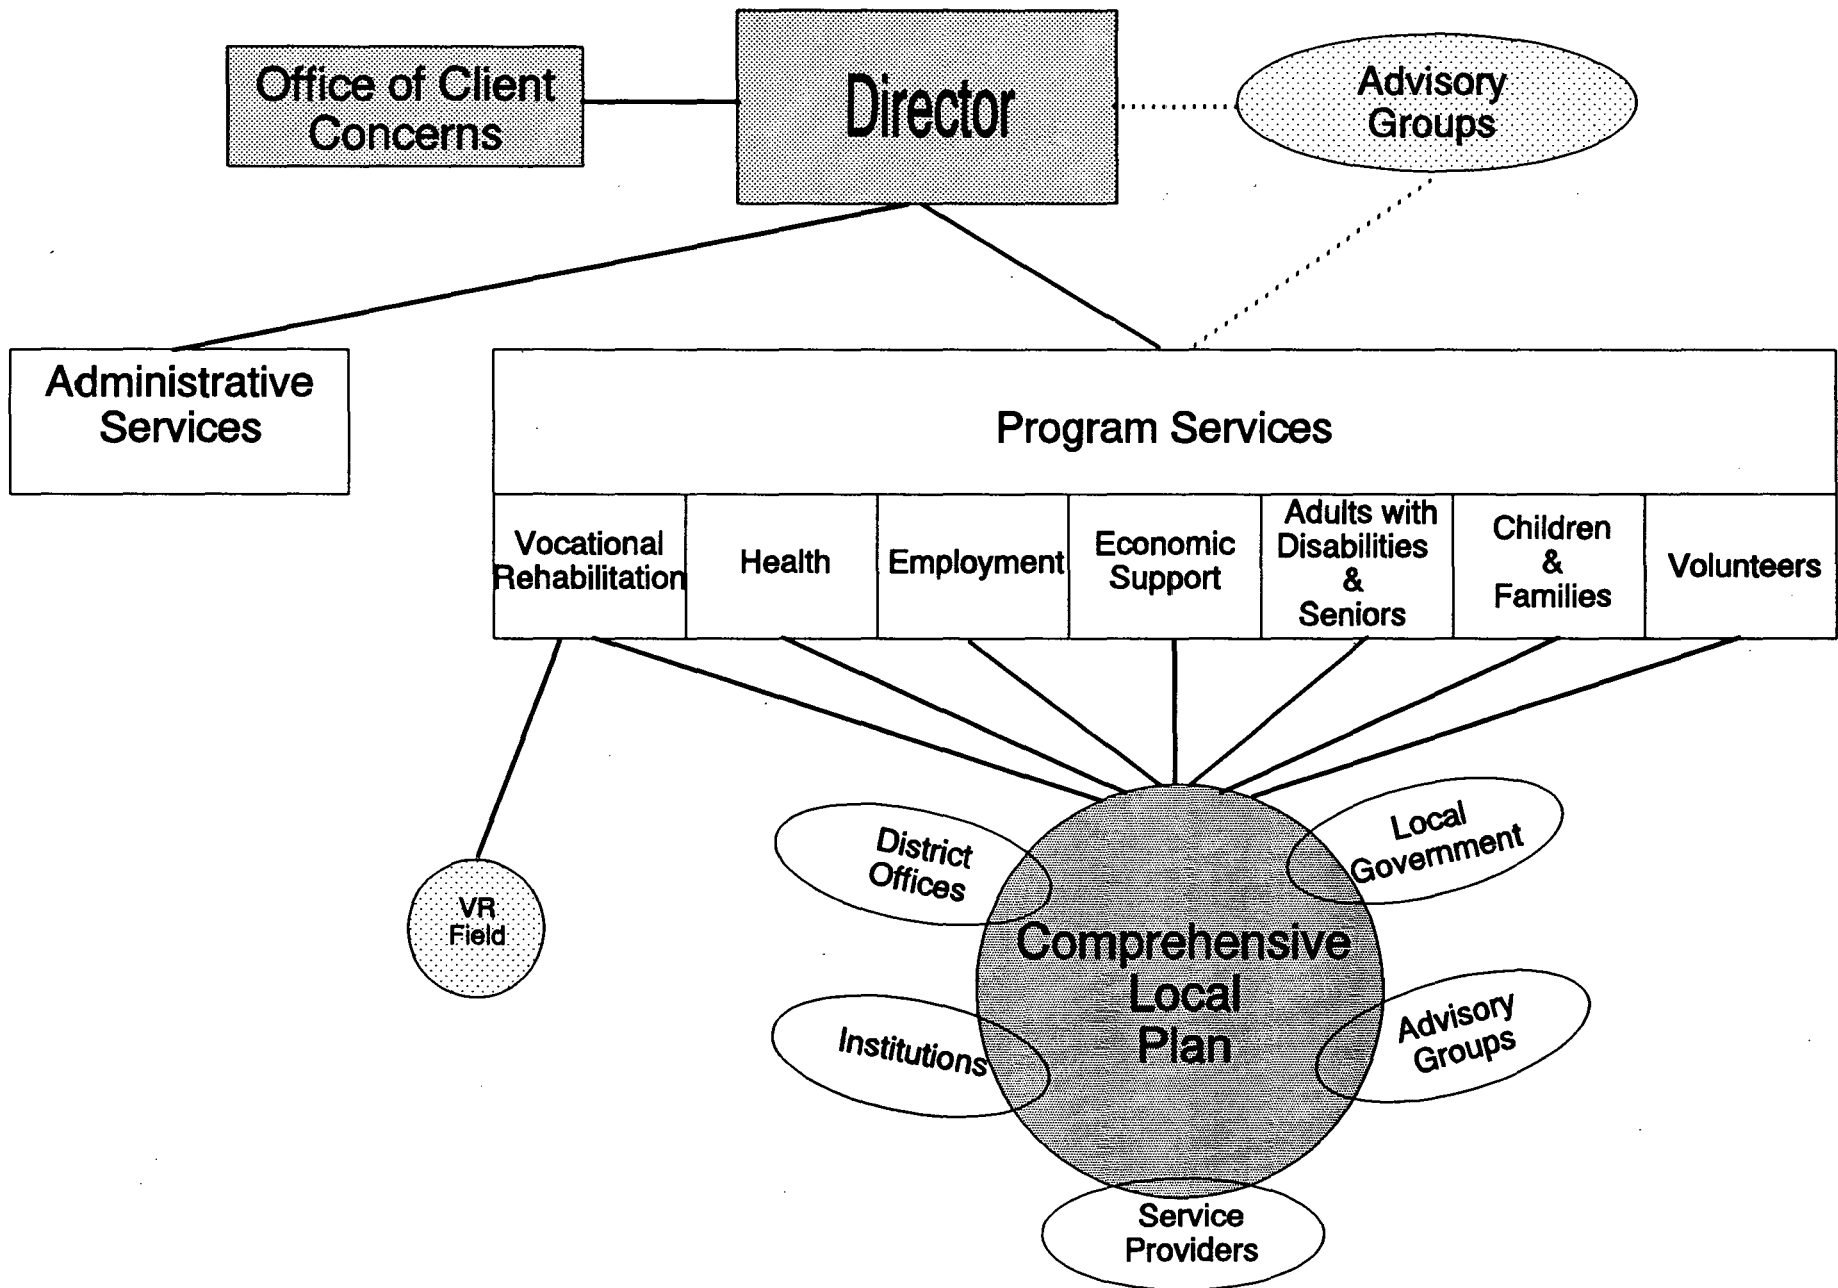 Office of Client
Concerns
Director
Advisory
Groups
Administrative
Services
Program Services
Vocational
Rehabilitation
Health
Employment
Economic
Support
Adults with
Disabilities
&
Seniors
Children
&
Families
Volunteers
VR
Field
District
Offices
Local
Government
Comprehensive
Local
Plan
Institutions
Advisory
Groups
Service
Providers